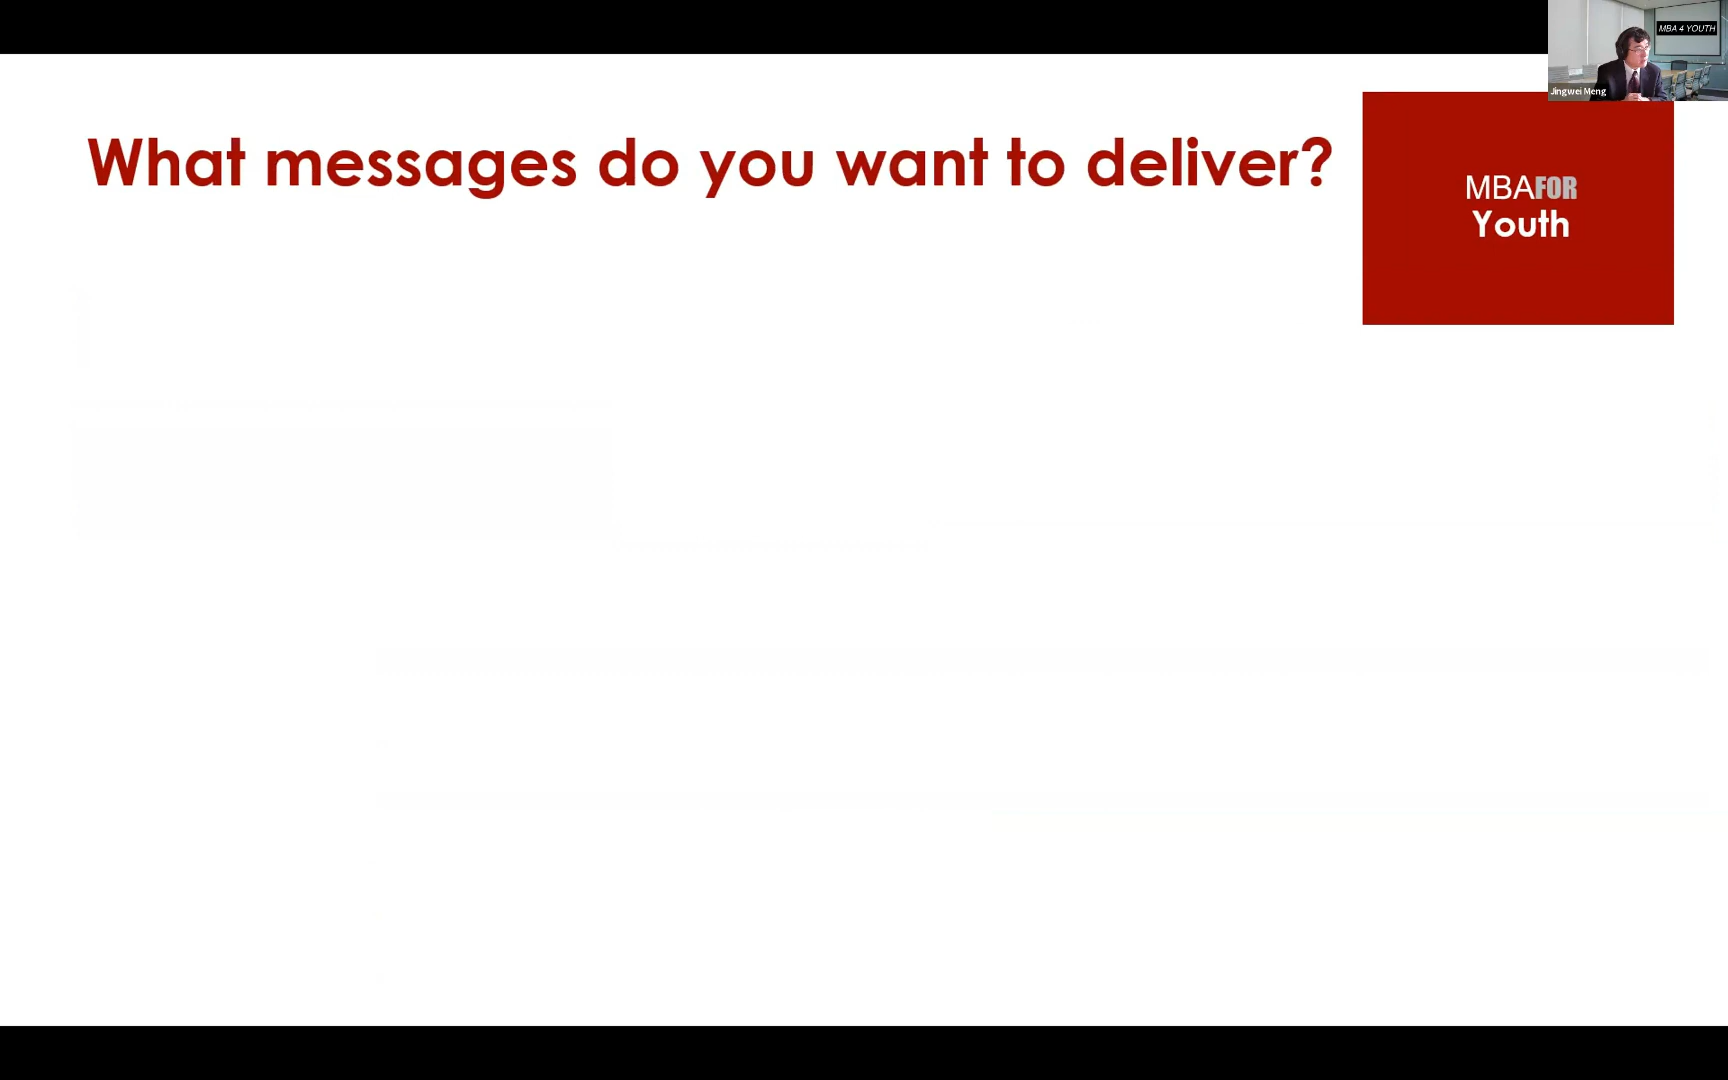 MBA 4 YOUTH
Jingwei Meng
What messages do you want to deliver?
MBAFOR
Youth